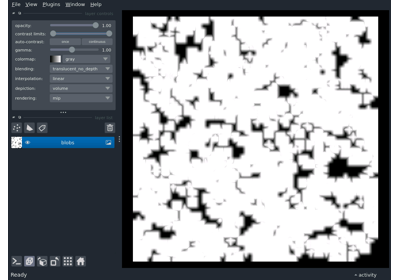 File View Plugins Window Help
opacity: 1.00
contrast limits:
auto-contrast: once continuous
gamma: 1.00
colormap: gray
blending: translucent_no_depth
interpolation: linear
depiction: volume
rendering: mip
blobs
Ready
activity